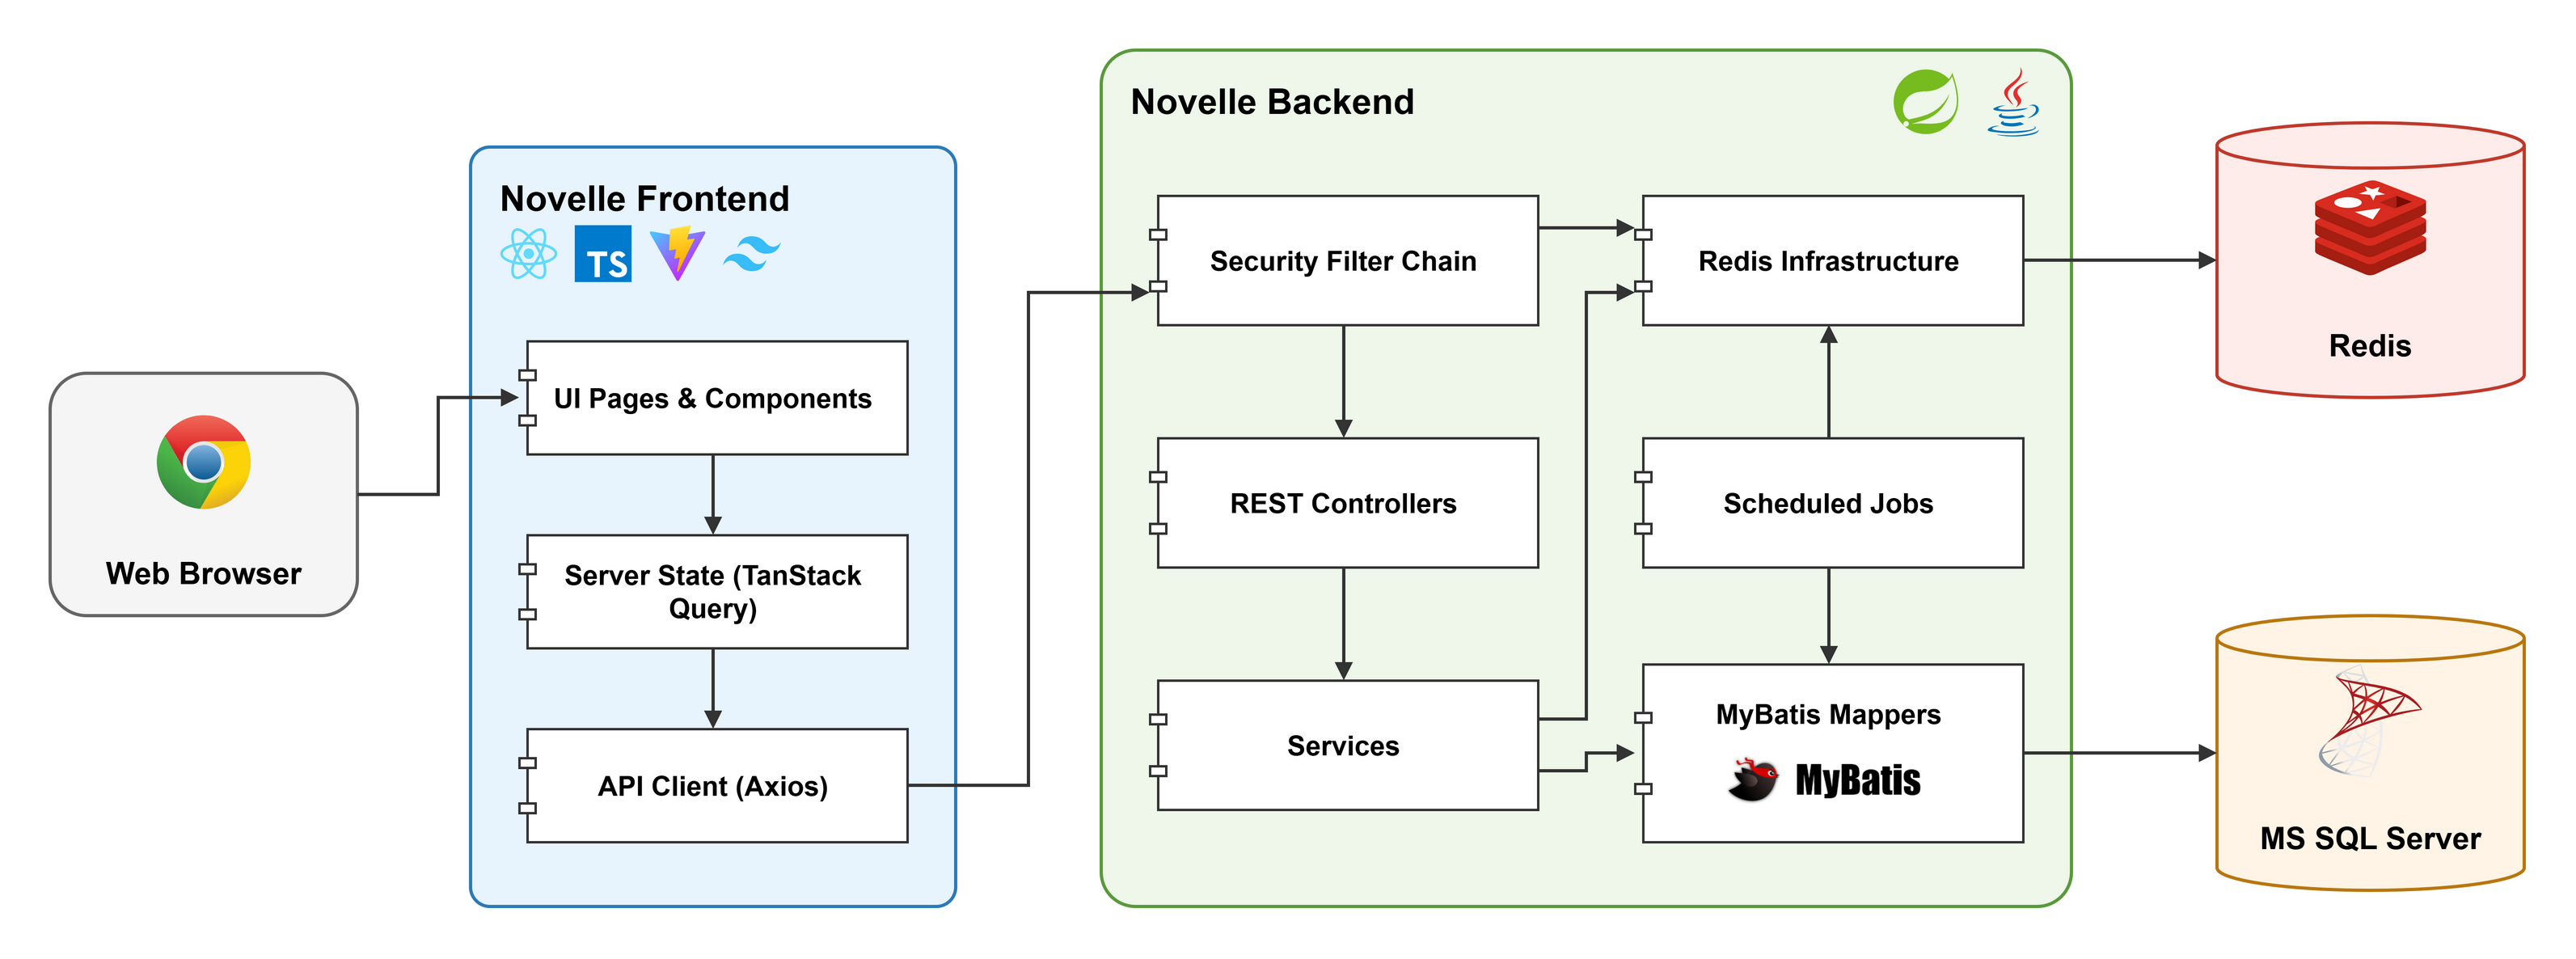 Novelle Backend
Novelle Frontend
TS
Security Filter Chain
Redis Infrastructure
Redis
UI Pages & Components
Web Browser
REST Controllers
Scheduled Jobs
Server State (TanStack
Query)
API Client (Axios)
Services
MyBatis Mappers
MyBatis
MS SQL Server